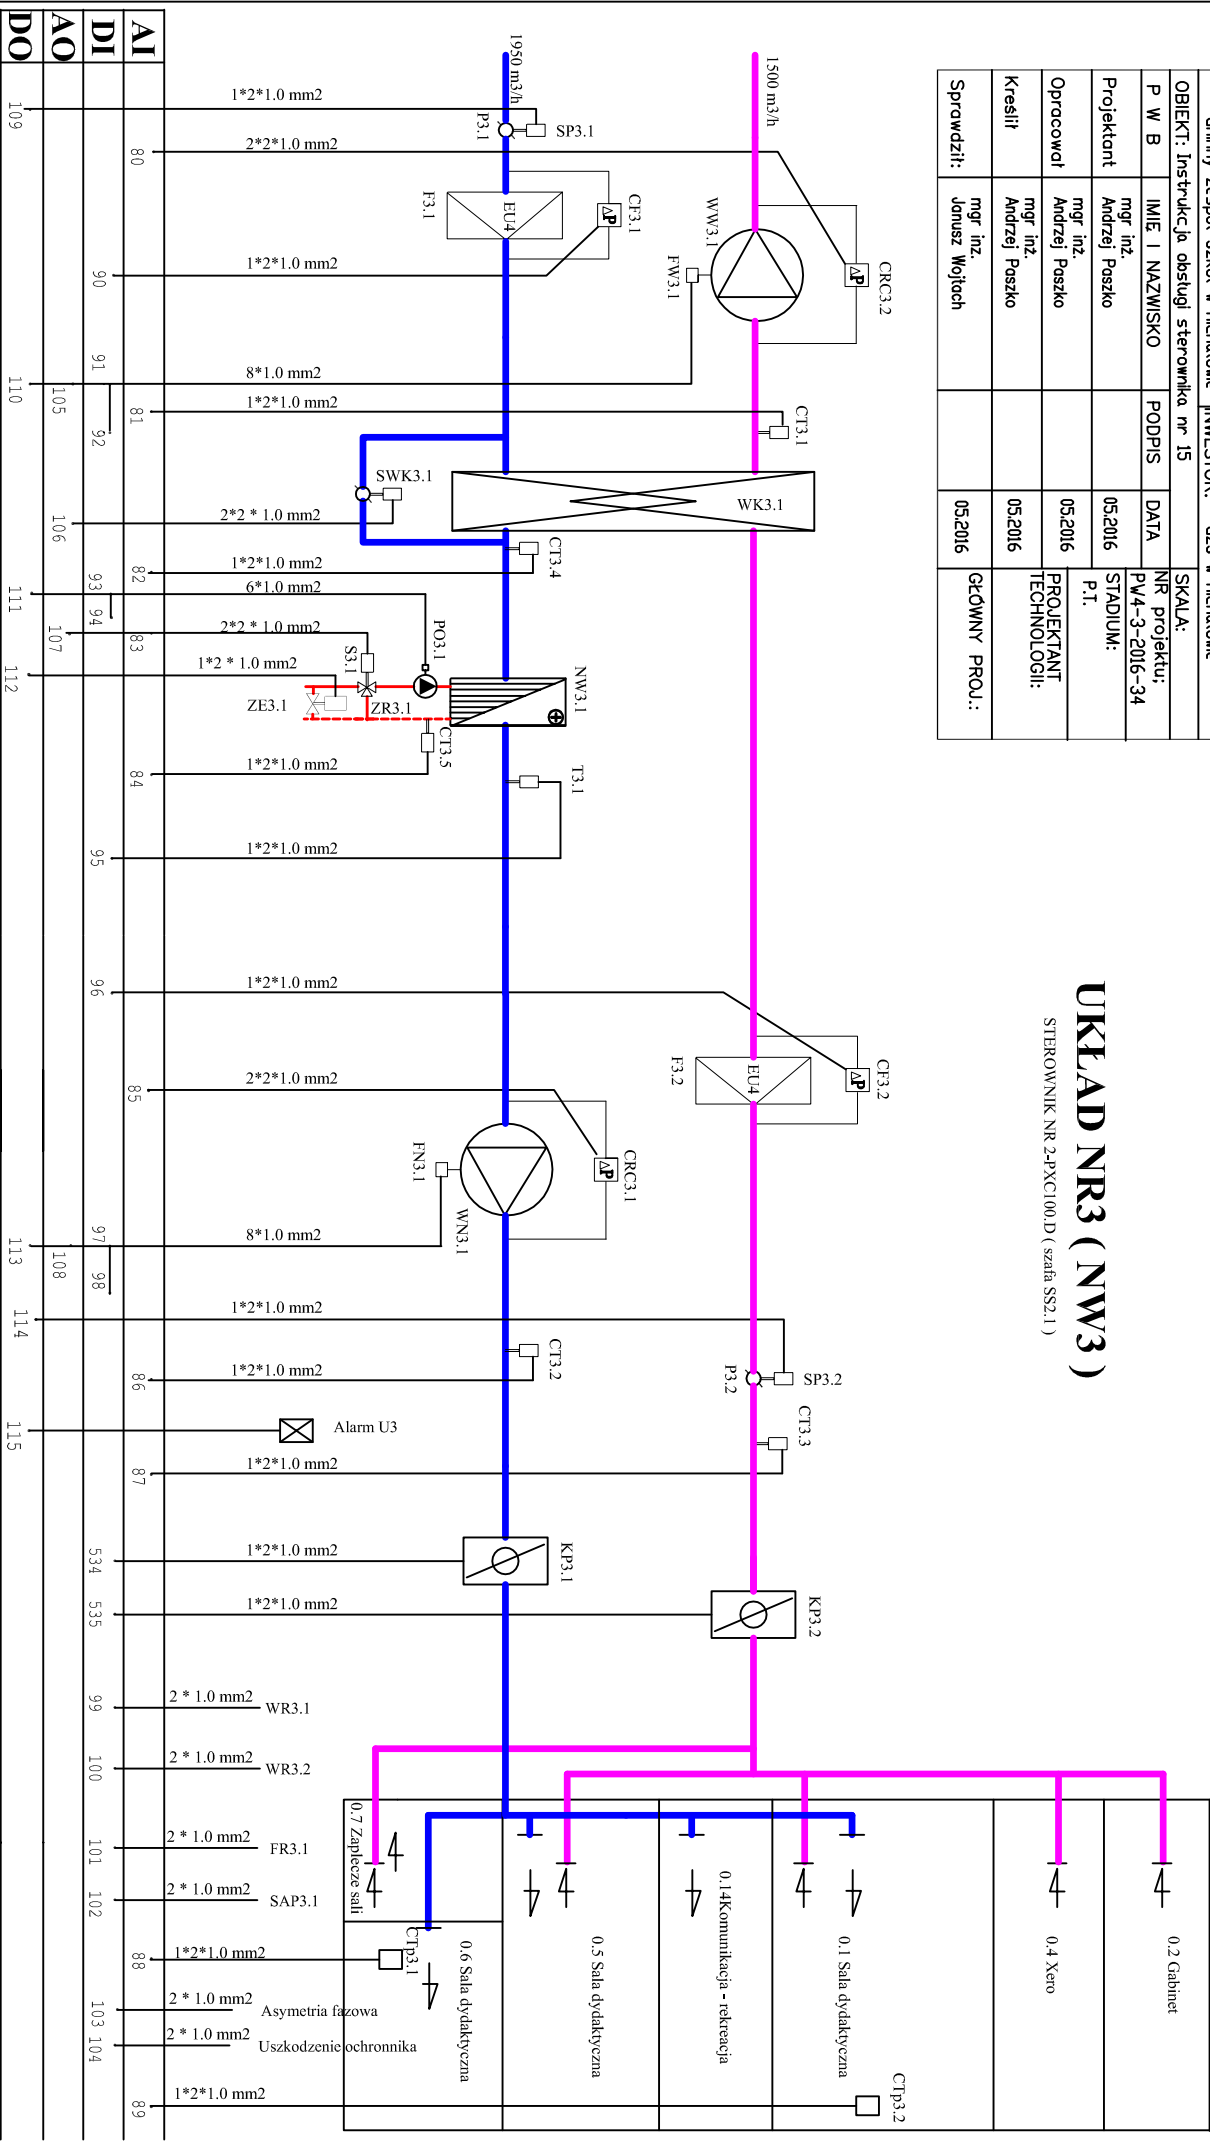 UKŁAD NR3 ( NW3 )
STEROWNIK NR 2-PXC100.D ( szafa SS2.1 )
OBIEKT: Instrukcja obsługi sterownika nr 15
SKALA:
P W B
IMIĘ I NAZWISKO
PODPIS
DATA
NR projektu:
PW4-3-2016-34
Projektant
mgr inż.
Andrzej Paszko
05.2016
STADIUM:
P.T.
Opracował
mgr inż.
Andrzej Paszko
05.2016
PROJEKTANT
TECHNOLOGII:
Kreślił
mgr inż.
Andrzej Paszko
05.2016
Sprawdził:
mgr inż.
Janusz Wojtach
05.2016
GŁÓWNY PROJ.:
1500 m3/h
WW3.1
CRC3.2
ΔP
FW3.1
CT3.1
WK3.1
F3.2
EU4
CF3.2
ΔP
P3.2
SP3.2
CT3.3
KP3.2
1950 m3/h
P3.1
SP3.1
F3.1
EU4
CF3.1
ΔP
SWK3.1
CT3.4
PO3.1
S3.1
ZR3.1
ZE3.1
NW3.1
CT3.5
T3.1
FN3.1
WN3.1
CRC3.1
ΔP
CT3.2
Alarm U3
KP3.1
WR3.1
WR3.2
FR3.1
SAP3.1
CTp3.1
Asymetria fazowa
Uszkodzenie ochronnika
CTp3.2
0.2 Gabinet
0.4 Xero
0.1 Sala dydaktyczna
0.14Komunikacja - rekreacja
0.5 Sala dydaktyczna
0.6 Sala dydaktyczna
0.7 Zaplecze sali
1*2*1.0 mm2
2*2*1.0 mm2
1*2*1.0 mm2
8*1.0 mm2
1*2*1.0 mm2
2*2 * 1.0 mm2
1*2*1.0 mm2
6*1.0 mm2
2*2 * 1.0 mm2
1*2 * 1.0 mm2
1*2*1.0 mm2
1*2*1.0 mm2
1*2*1.0 mm2
2*2*1.0 mm2
8*1.0 mm2
1*2*1.0 mm2
1*2*1.0 mm2
1*2*1.0 mm2
1*2*1.0 mm2
1*2*1.0 mm2
2 * 1.0 mm2
2 * 1.0 mm2
2 * 1.0 mm2
2 * 1.0 mm2
1*2*1.0 mm2
2 * 1.0 mm2
2 * 1.0 mm2
1*2*1.0 mm2
AI
80 81 82 83 84 85 86 87 88 89
DI
90 91 92 93 94 95 96 97 98 534 535 99 100 101 102 103 104
AO
105 106 107 108
DO
109 110 111 112 113 114 115